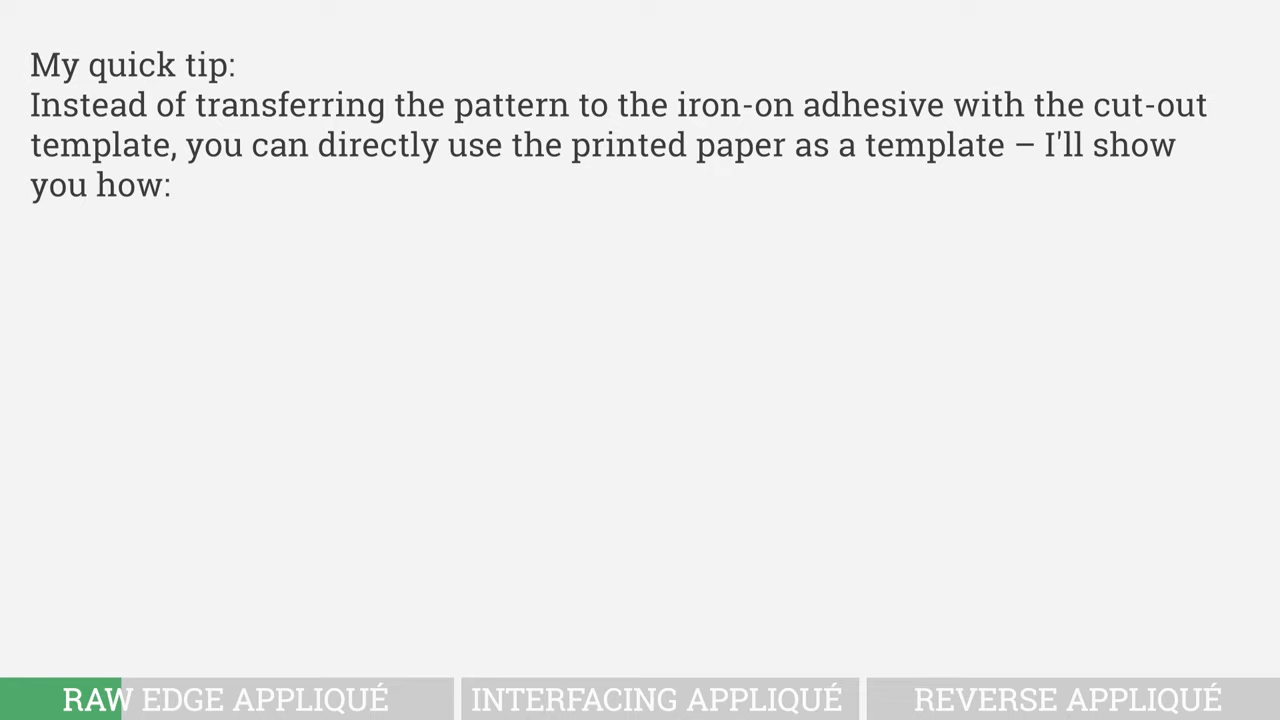 My quick tip:
Instead of transferring the pattern to the iron-on adhesive with the cut-out
template, you can directly use the printed paper as a template – I'll show
you how:
RAW EDGE APPLIQUÉ
INTERFACING APPLIQUÉ
REVERSE APPLIQUÉ